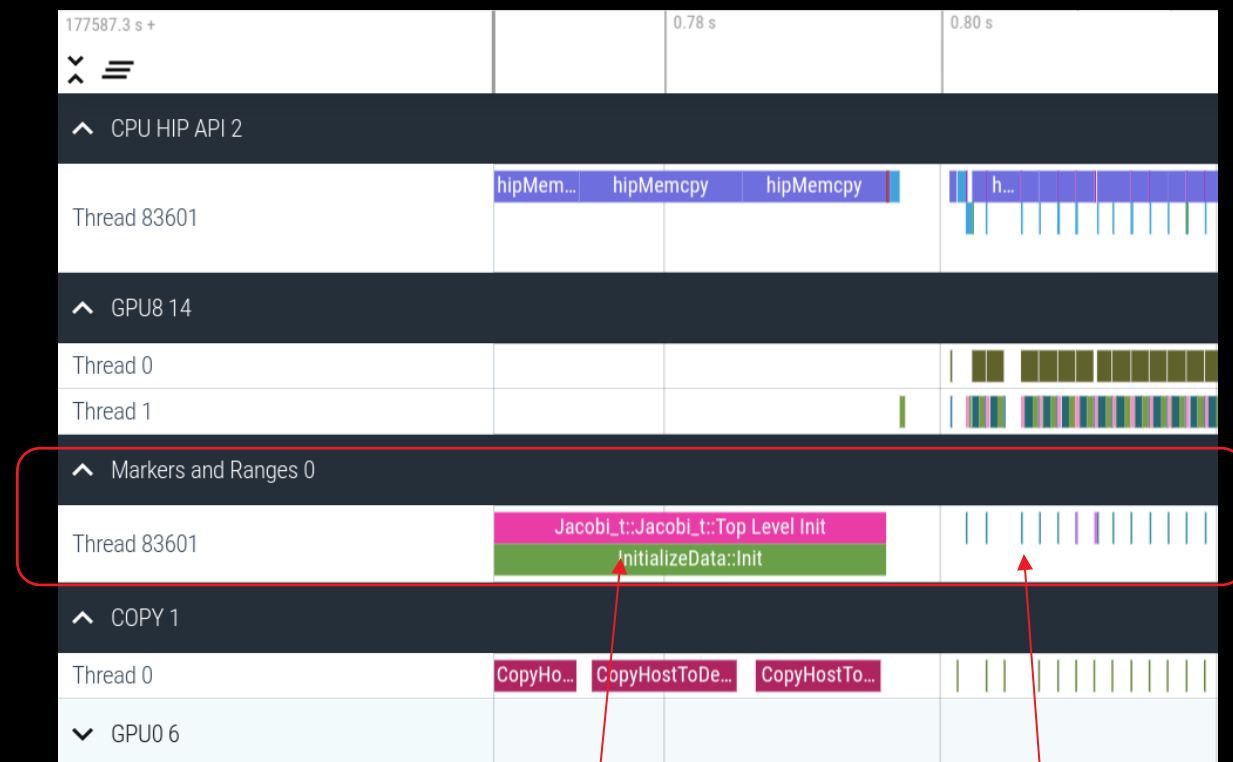 177587.3 s +
0.78 s
0.80 s
CPU HIP API 2
Thread 83601
hipMem...
hipMemcpy
hipMemcpy
h...
GPU8 14
Thread 0
Thread 1
Markers and Ranges 0
Thread 83601
Jacobi_t::Jacobi_t::Top Level Init
InitializeData::Init
COPY 1
Thread 0
CopyHo...
CopyHostToDe...
CopyHostTo...
GPU0 6